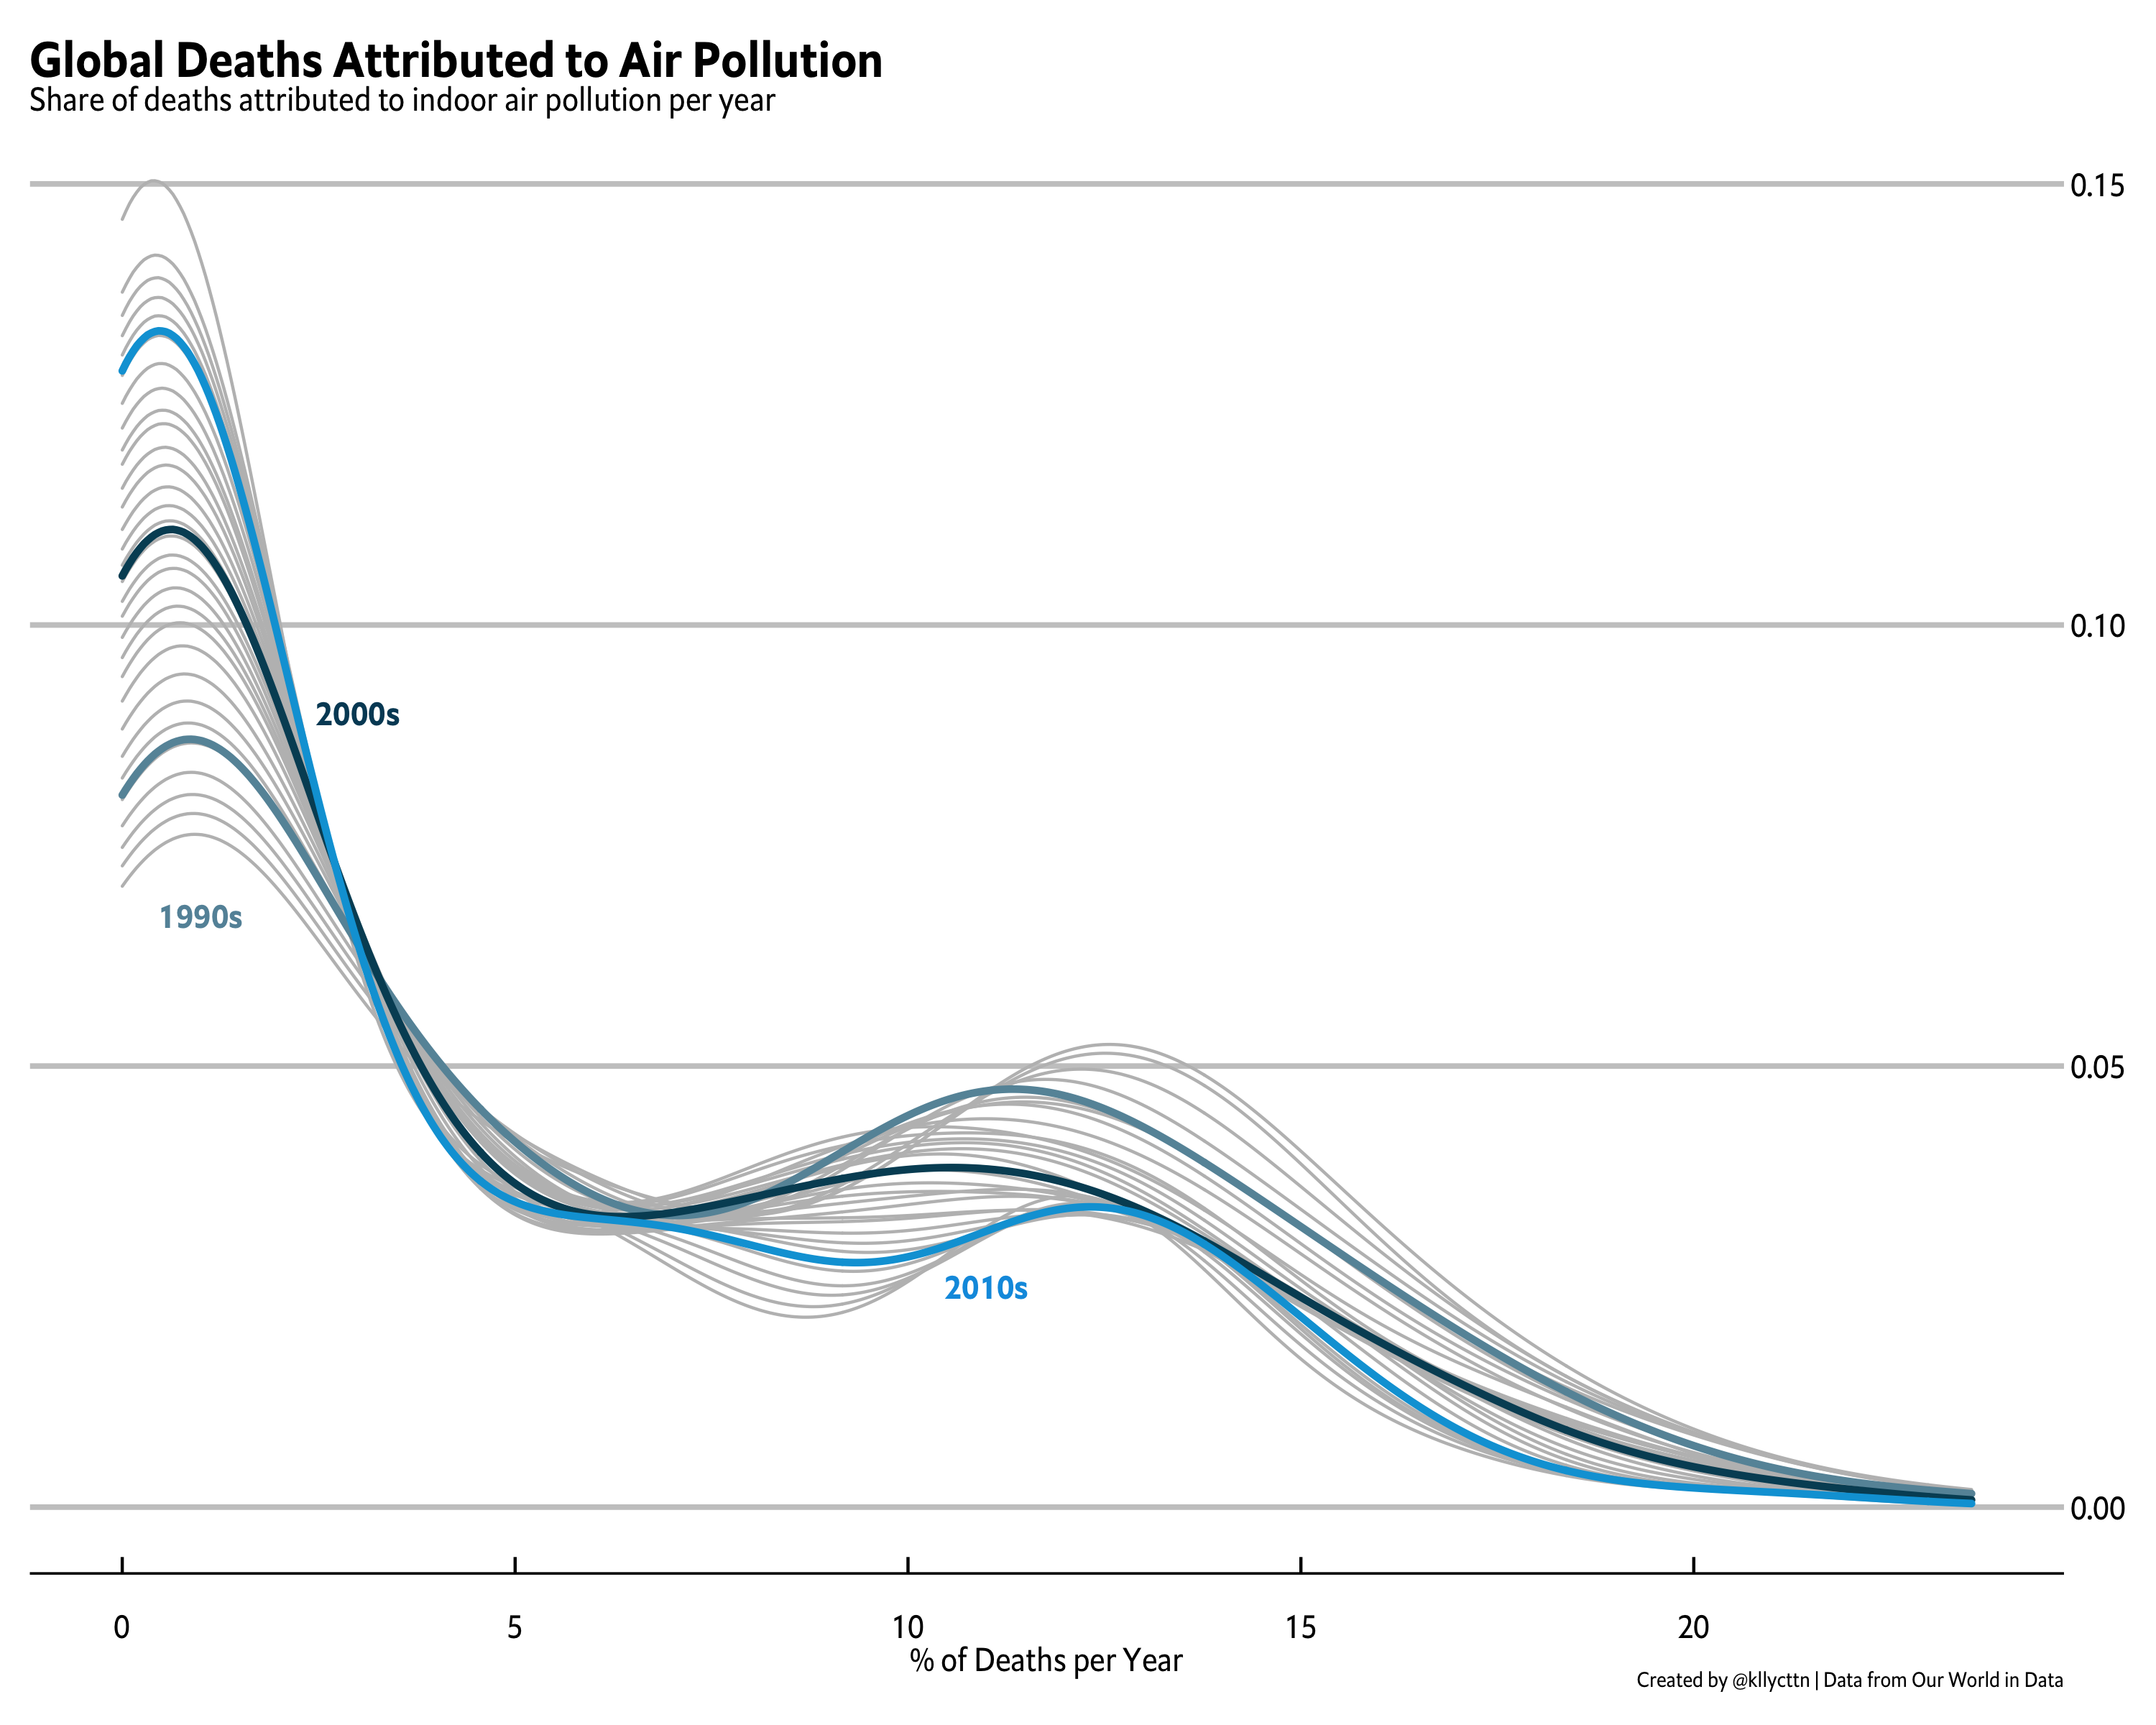 Global Deaths Attributed to Air Pollution
Share of deaths attributed to indoor air pollution per year
0.15
0.10
2000s
1990s
0.05
2010s
0.00
0 5 10 15 20
% of Deaths per Year
Created by @kllycttn | Data from Our World in Data